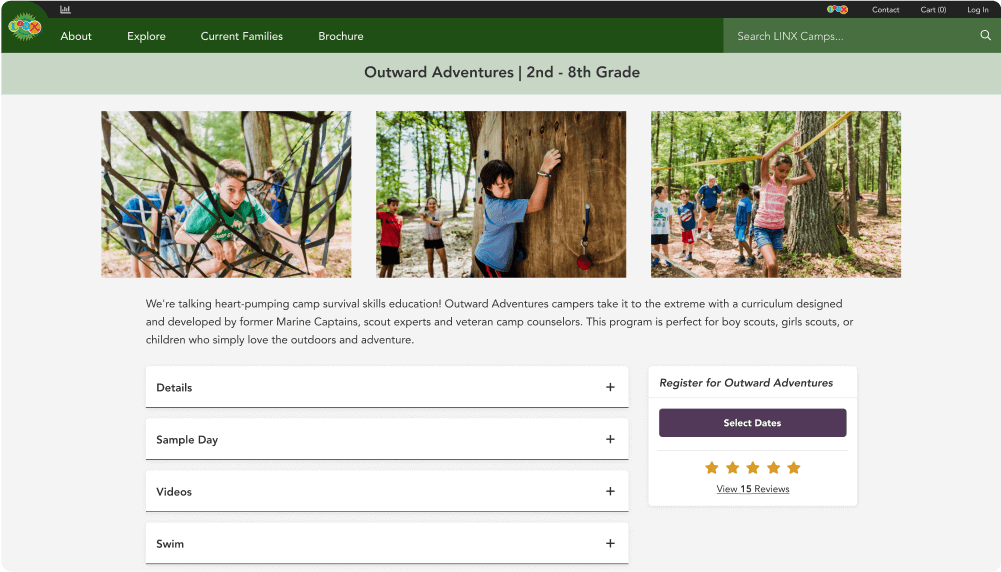 LINX
Contact
Cart (0)
Log In
About
Explore
Current Families
Brochure
Search LINX Camps...
Outward Adventures | 2nd - 8th Grade
We're talking heart-pumping camp survival skills education! Outward Adventures campers take it to the extreme with a curriculum designed
and developed by former Marine Captains, scout experts and veteran camp counselors. This program is perfect for boy scouts, girls scouts, or
children who simply love the outdoors and adventure.
Details
Sample Day
Videos
Swim
Register for Outward Adventures
Select Dates
View 15 Reviews